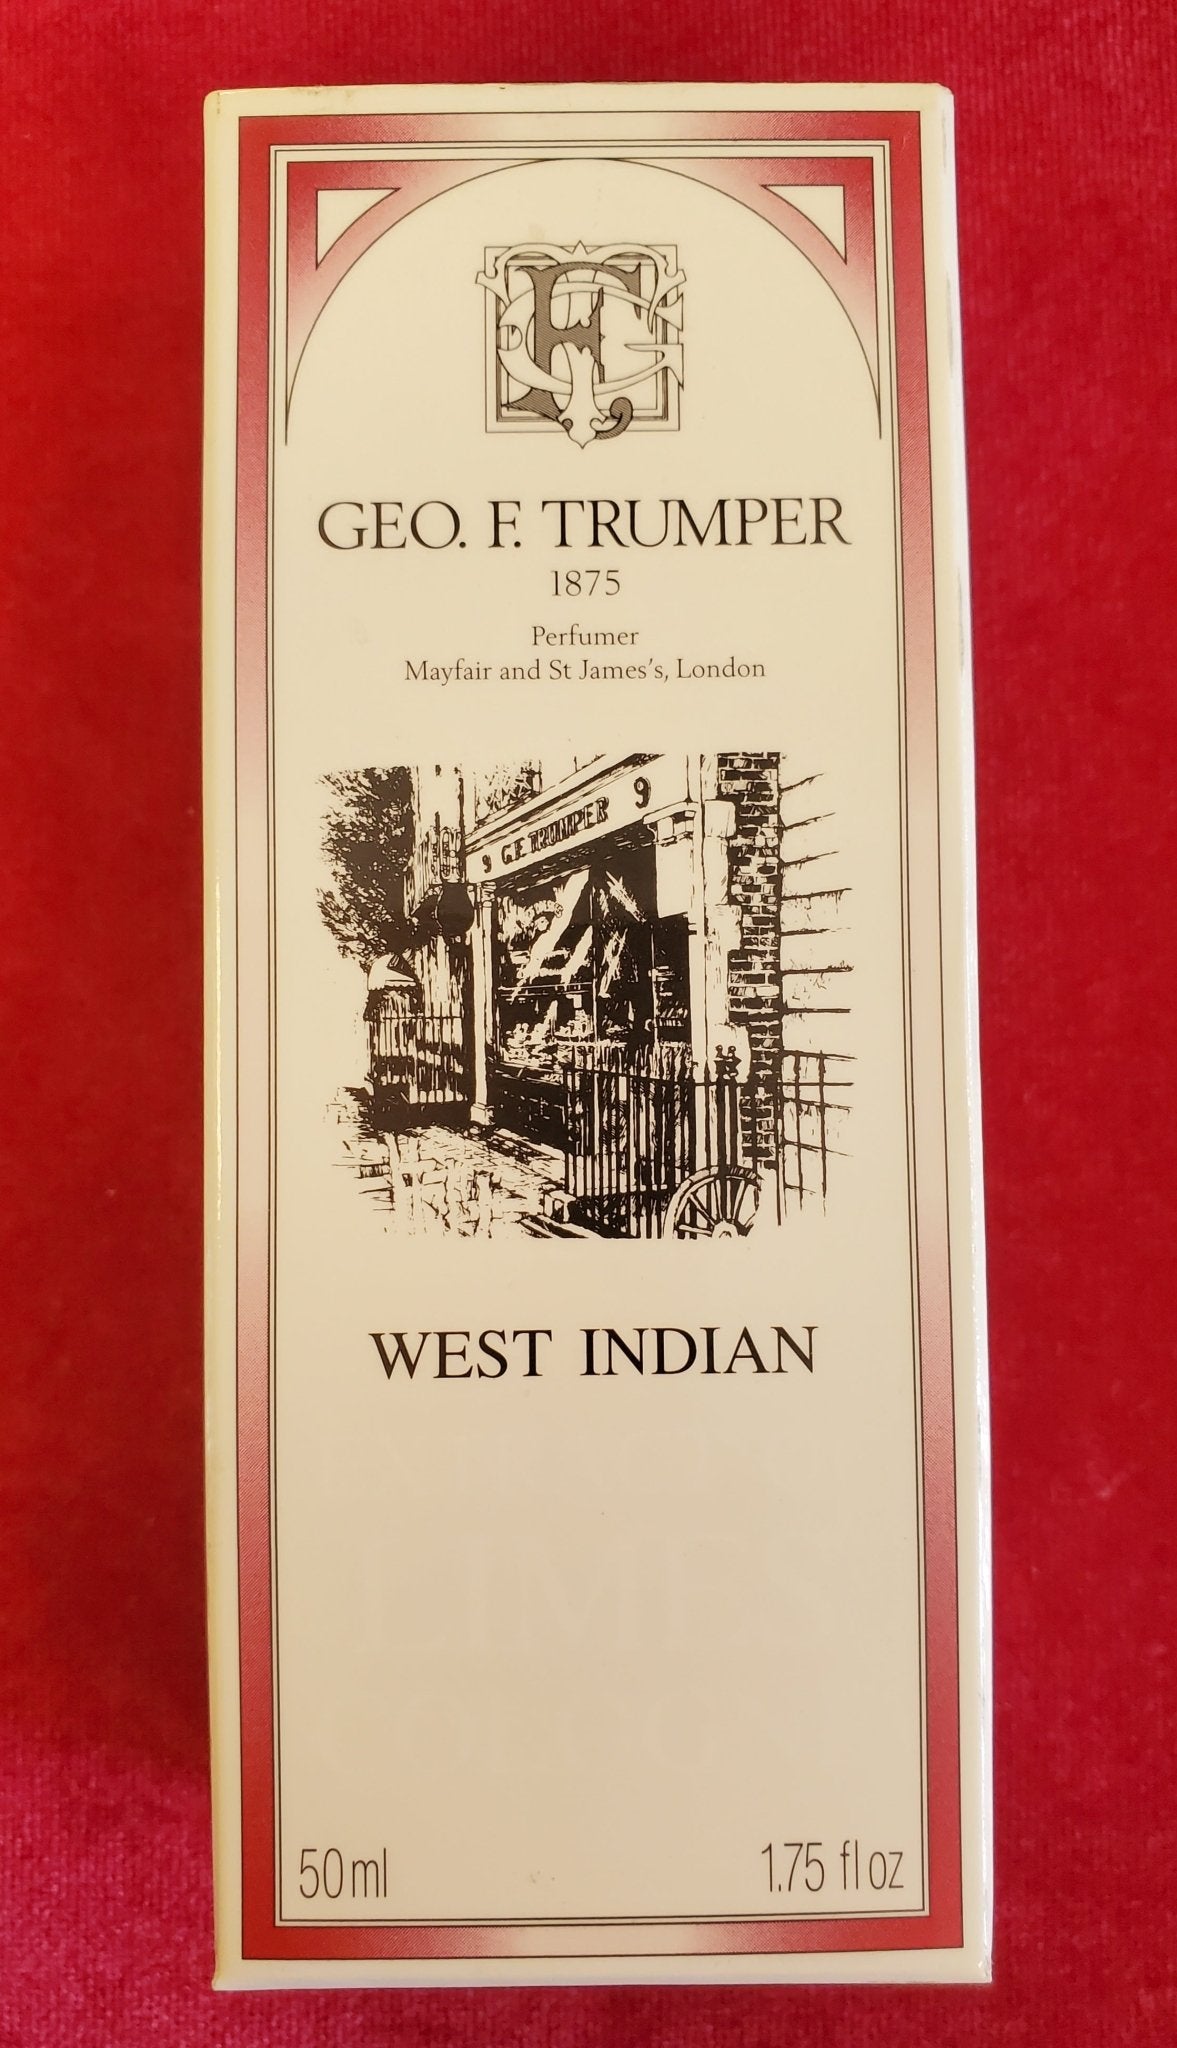 GEO. F. TRUMPER
1875
Perfumer
Mayfair and St James's, London
9 G.F. TRUMPER 9
WEST INDIAN
50ml
1.75 fl oz